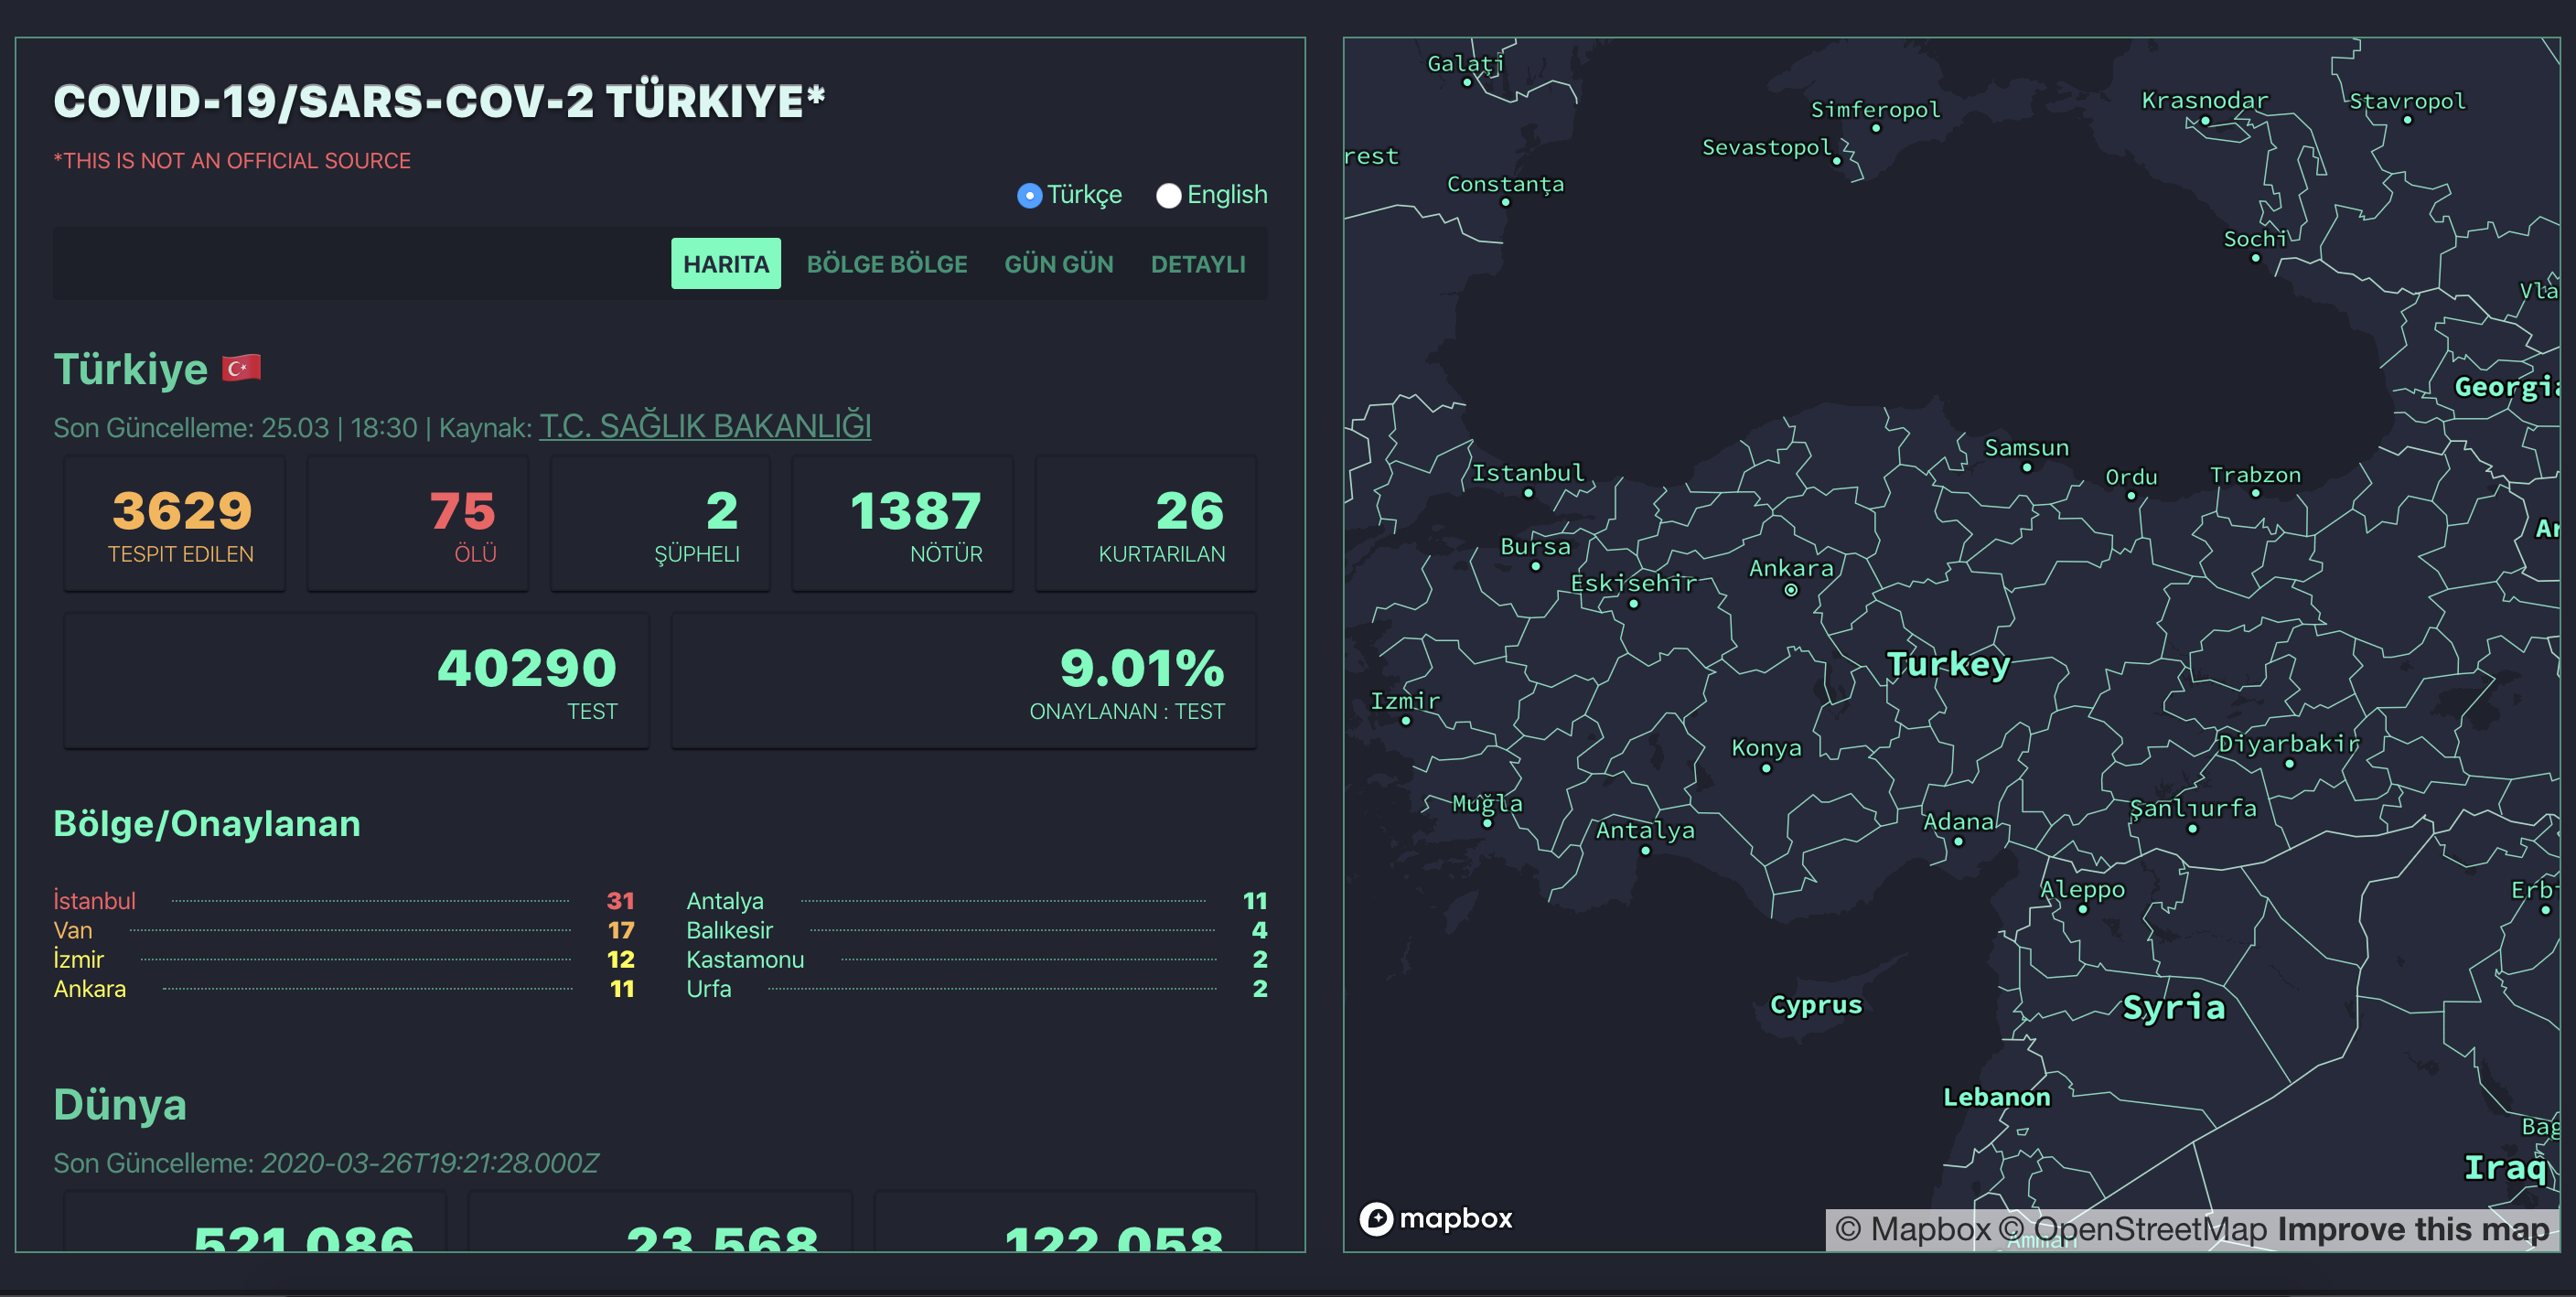 COVID-19/SARS-COV-2 TÜRKIYE*
*THIS IS NOT AN OFFICIAL SOURCE
Türkçe English
HARITA BÖLGE BÖLGE GÜN GÜN DETAYLI
Türkiye
Son Güncelleme: 25.03 | 18:30 | Kaynak: T.C. SAĞLIK BAKANLIĞI
3629 75 2 1387 26
TESPIT EDILEN ÖLÜ ŞÜPHELI NÖTÜR KURTARILAN
40290 9.01%
TEST ONAYLANAN : TEST
Bölge/Onaylanan
İstanbul 31 Antalya 11
Van 17 Balıkesir 4
İzmir 12 Kastamonu 2
Ankara 11 Urfa 2
Dünya
Son Güncelleme: 2020-03-26T19:21:28.000Z
521.086 23.568 122.058
Galați
Simferopol
Krasnodar
Stavropol
Sevastopol
rest
Constanța
Sochi
Vla
Georgia
Samsun
Istanbul
Ordu
Trabzon
Ar
Bursa
Ankara
Eskisehir
Turkey
Izmir
Konya
Diyarbakir
Muğla
Şanlıurfa
Antalya
Adana
Aleppo
Erbi
Cyprus
Syria
Lebanon
Bag
Iraq
mapbox
Amman
© Mapbox © OpenStreetMap Improve this map